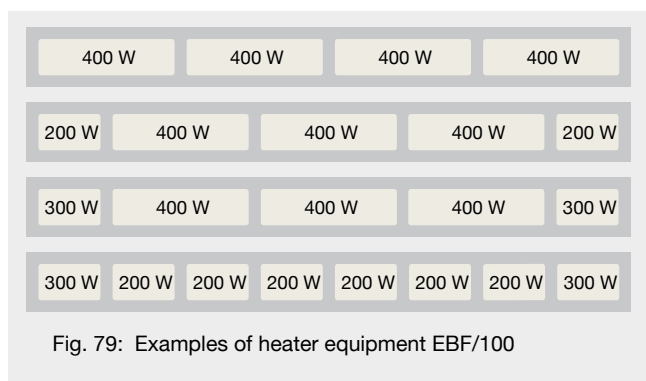 400 W 400 W 400 W 400 W
200 W 400 W 400 W 400 W 200 W
300 W 400 W 400 W 400 W 300 W
300 W 200 W 200 W 200 W 200 W 200 W 200 W 300 W
Fig. 79: Examples of heater equipment EBF/100